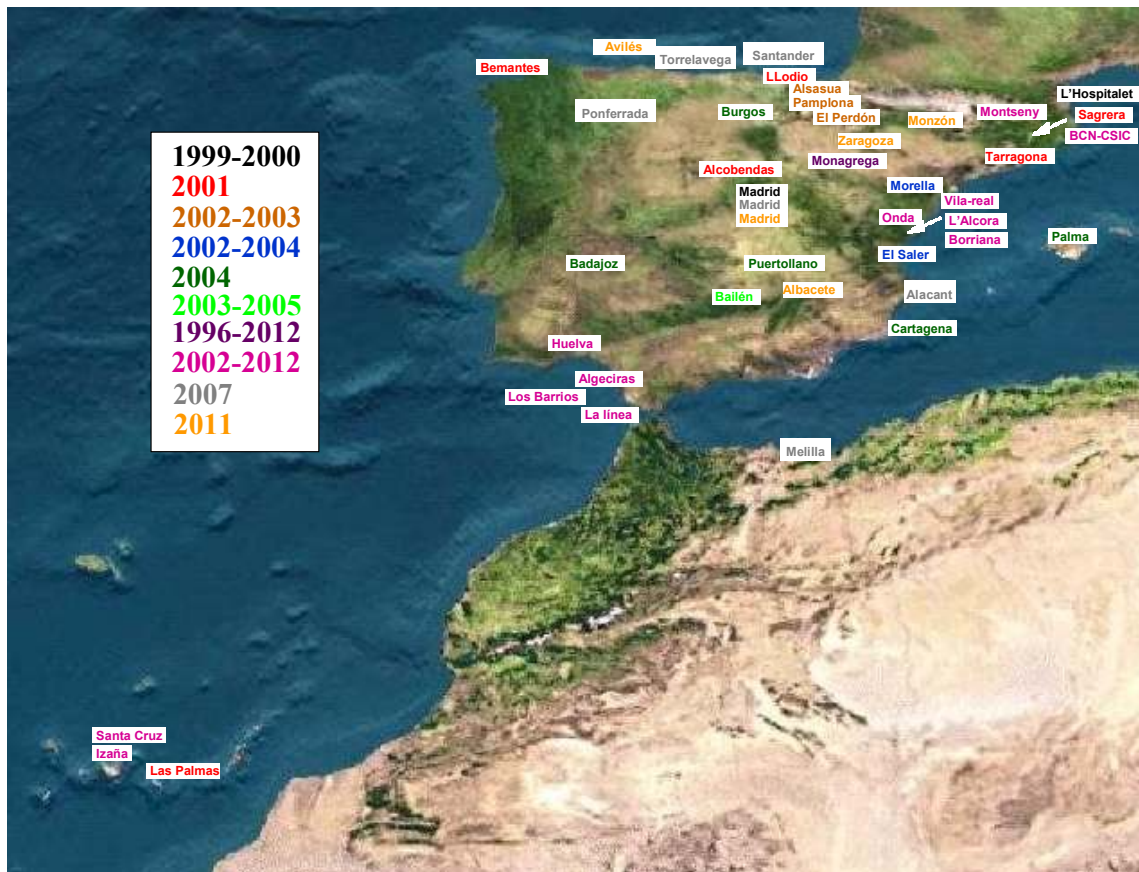 Avilés
Torrelavega
Santander
Bemantes
LLodio
Alsasua
Pamplona
El Perdón
Ponferrada
Burgos
Monzón
Montseny
L'Hospitalet
Sagrera
BCN-CSIC
Zaragoza
Monagrega
Tarragona
Alcobendas
Madrid
Madrid
Madrid
Morella
Vila-real
Onda
L'Alcora
Borriana
El Saler
Palma
Badajoz
Puertollano
Bailén
Albacete
Alacant
Cartagena
Huelva
Algeciras
Los Barrios
La línea
Melilla
Santa Cruz
Izaña
Las Palmas
1999-2000
2001
2002-2003
2002-2004
2004
2003-2005
1996-2012
2002-2012
2007
2011